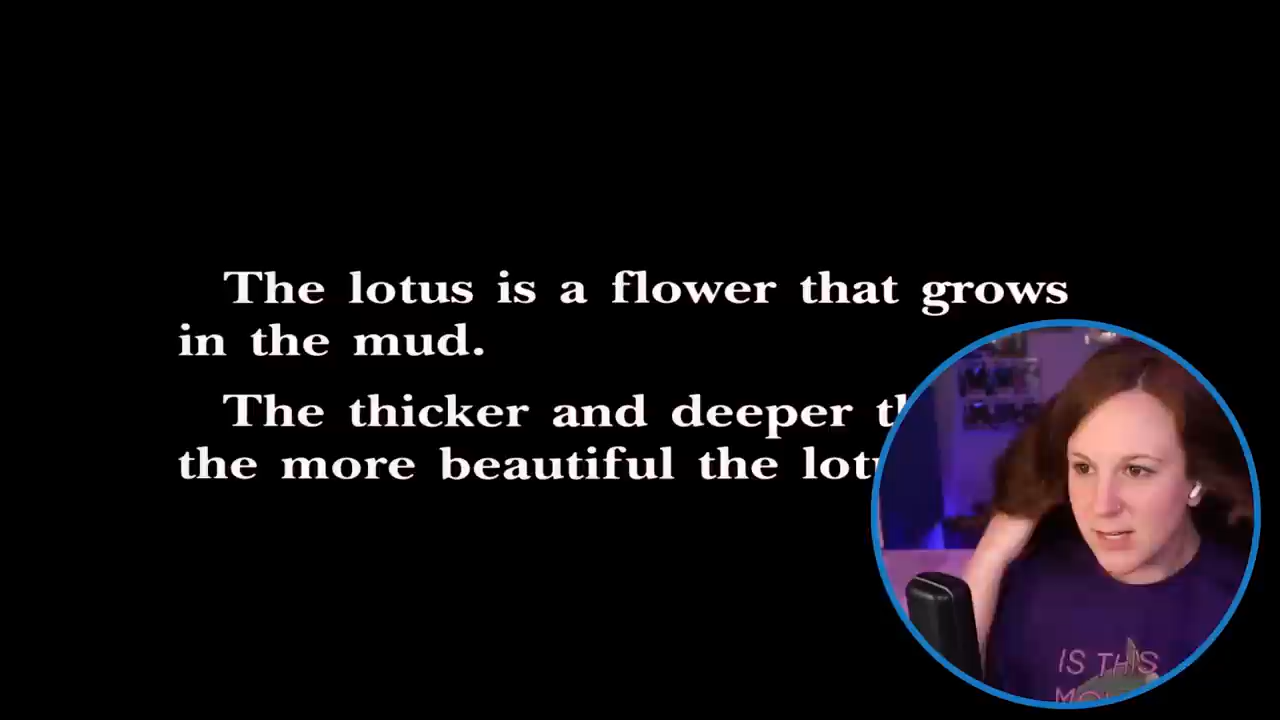 The lotus is a flower that grows
in the mud.
The thicker and deeper
the more beautiful the
IS THIS